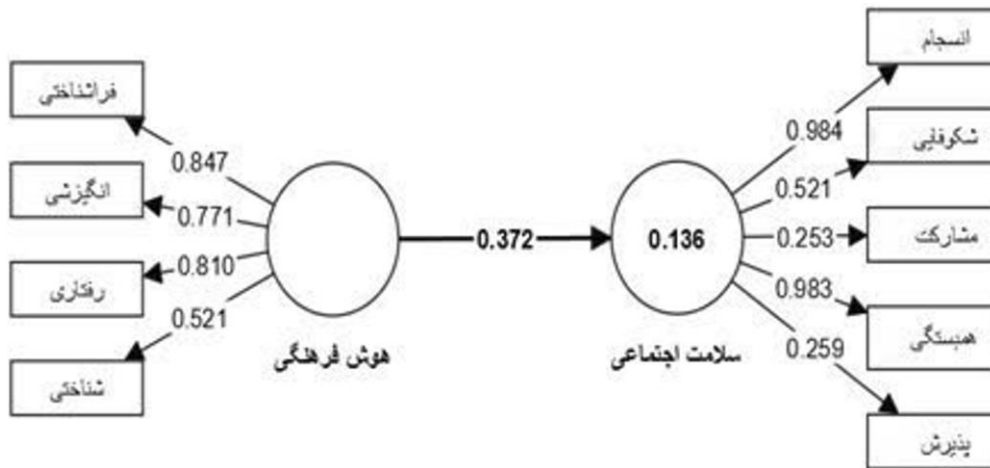 انسجام
شکوفایی
مشارکت
همبستگی
پذیرش
0.984
0.521
0.253
0.983
0.259
0.136
سلامت اجتماعی
0.372
هوش فرهنگی
0.847
0.771
0.810
0.521
فراشناختی
انگیزشی
رفتاری
شناختی